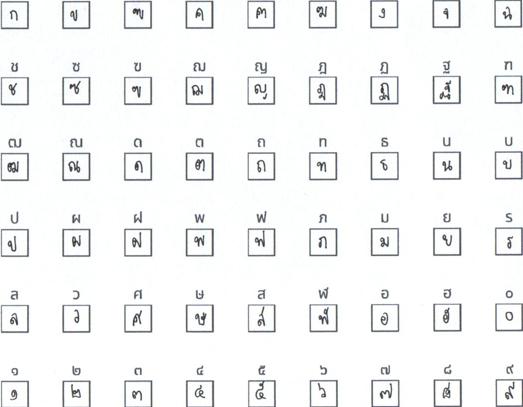 ก ข ฃ ค ฅ ฆ ง จ ฉ
ช ซ ฃ ฌ ญ ฎ ฏ ฐ ฑ
ช ซ ฃ ฌ ญ ฎ ฏ ฐ ฑ
ฒ ณ ด ต ถ ท ธ น บ
ฒ ณ ด ต ถ ท ธ น บ
ป ผ ฝ พ ฟ ภ ม ย ร
ป ผ ฝ พ ฟ ภ ม ย ร
ล ว ศ ษ ส ฬ อ ฮ ๐
ล ว ศ ษ ส ฬ อ ฮ ๐
๑ ๒ ๓ ๔ ๕ ๖ ๗ ๘ ๙
๑ ๒ ๓ ๔ ๕ ๖ ๗ ๘ ๙